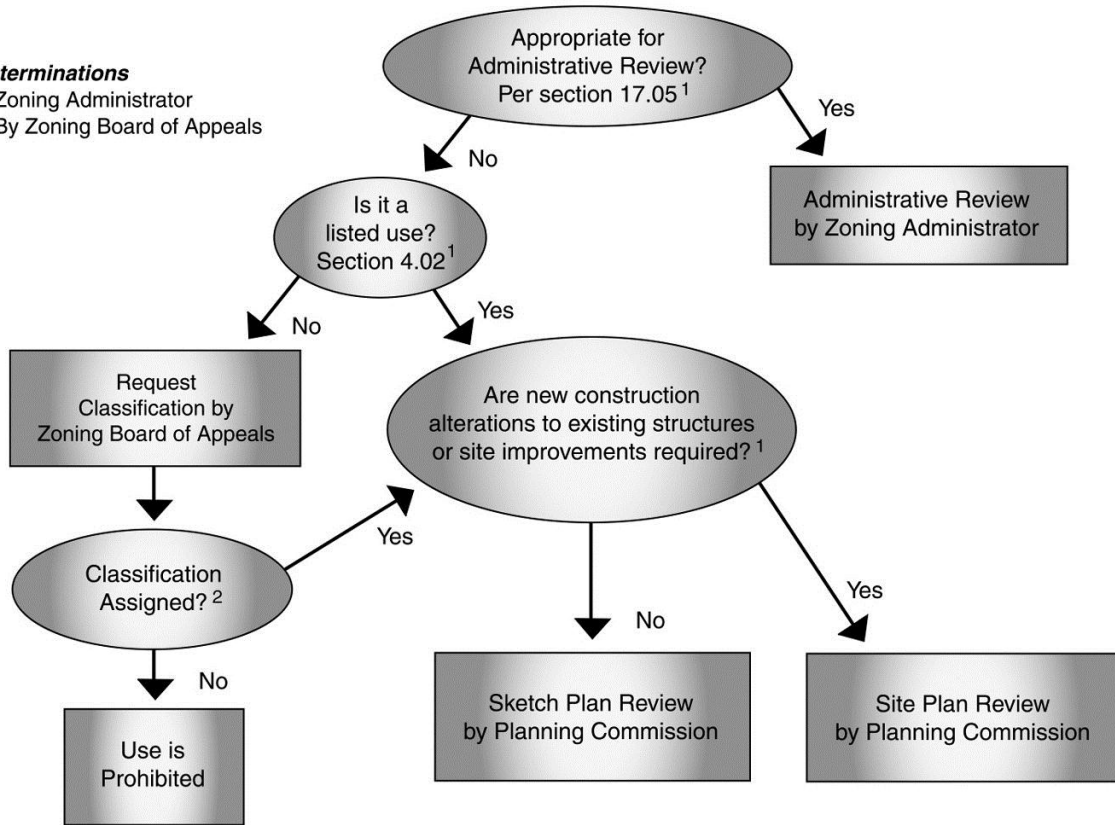 Appropriate for
Administrative Review?
Per section 17.05 1
terminations
Zoning Administrator
By Zoning Board of Appeals
Yes
No
Is it a
listed use?
Section 4.02 1
Administrative Review
by Zoning Administrator
No
Yes
Request
Classification by
Zoning Board of Appeals
Are new construction
alterations to existing structures
or site improvements required? 1
Yes
Classification
Assigned? 2
No
Yes
No
Sketch Plan Review
by Planning Commission
Site Plan Review
by Planning Commission
Use is
Prohibited